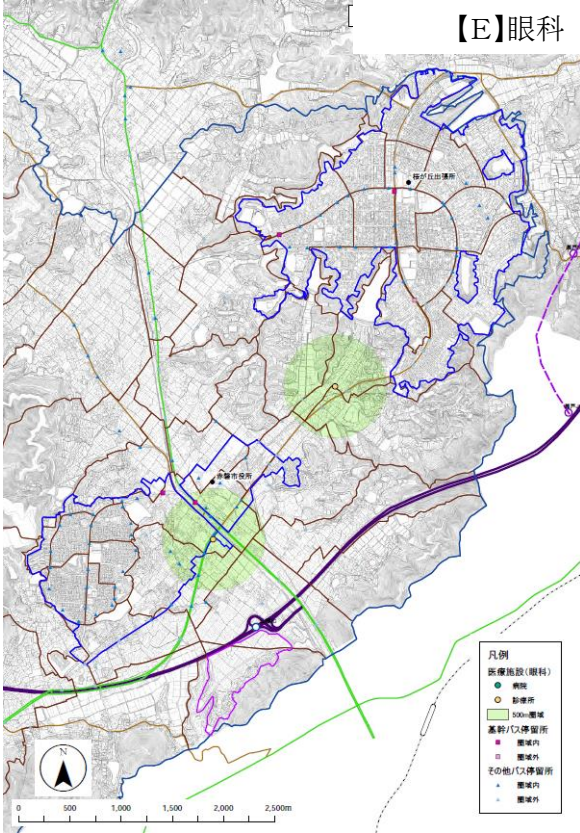 【E】眼科
桜が丘出張所
赤磐市役所
N
0 500 1,000 1,500 2,000 2,500m
凡例
医療施設(眼科)
病院
診療所
500m圏域
基幹バス停留所
圏域内
圏域外
その他バス停留所
圏域内
圏域外